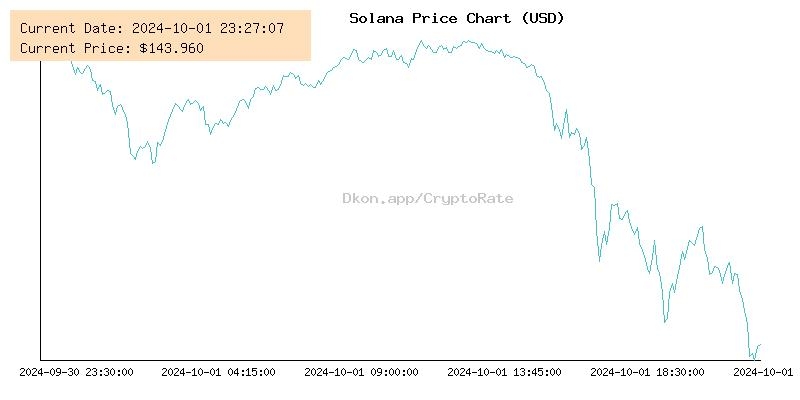 Solana Price Chart (USD)
Current Date: 2024-10-01 23:27:07
Current Price: $143.960
Dkon.app/CryptoRate
2024-09-30 23:30:00
2024-10-01 04:15:00
2024-10-01 09:00:00
2024-10-01 13:45:00
2024-10-01 18:30:00
2024-10-01